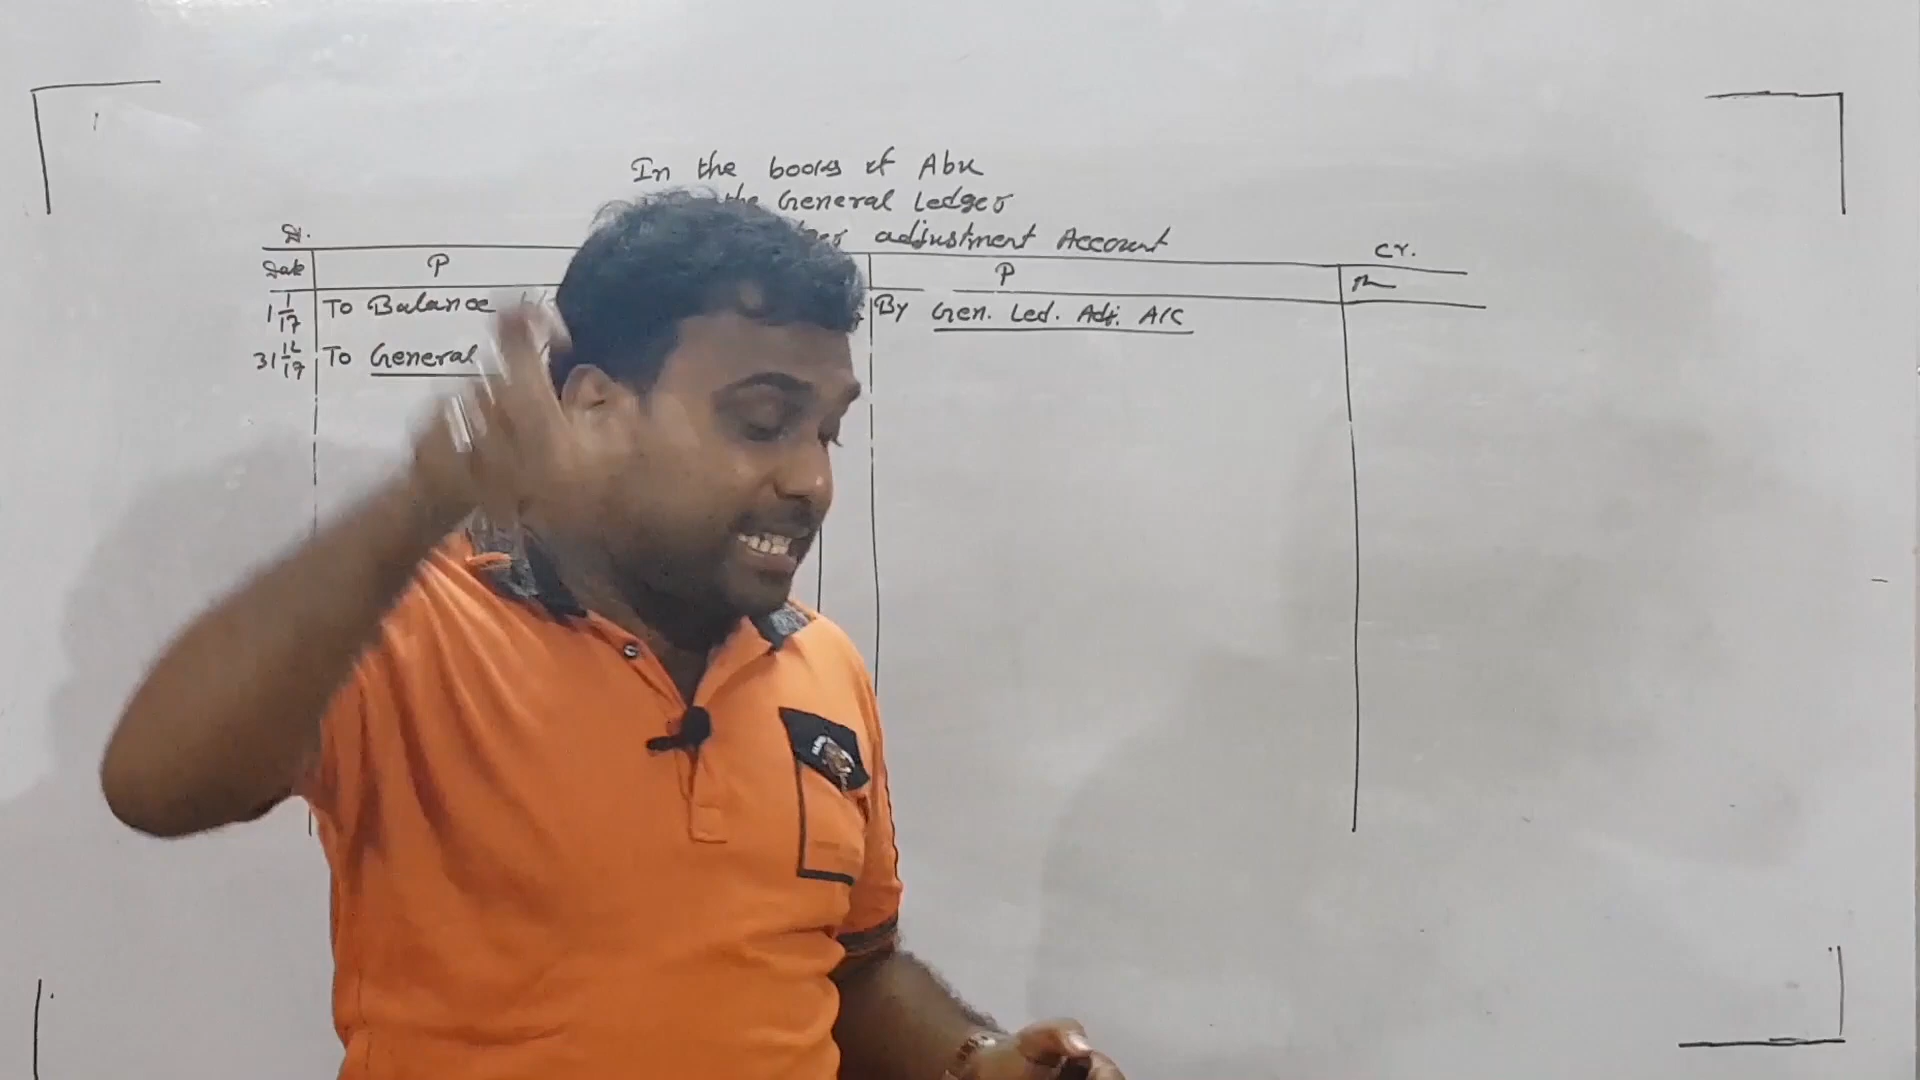 In the books of Abu
the General Ledger
adjustment Account
Dr.
Cr.
Date P P
1 1/17 To Balance By Gen. Led. Adj. A/C
31 12/17 To General